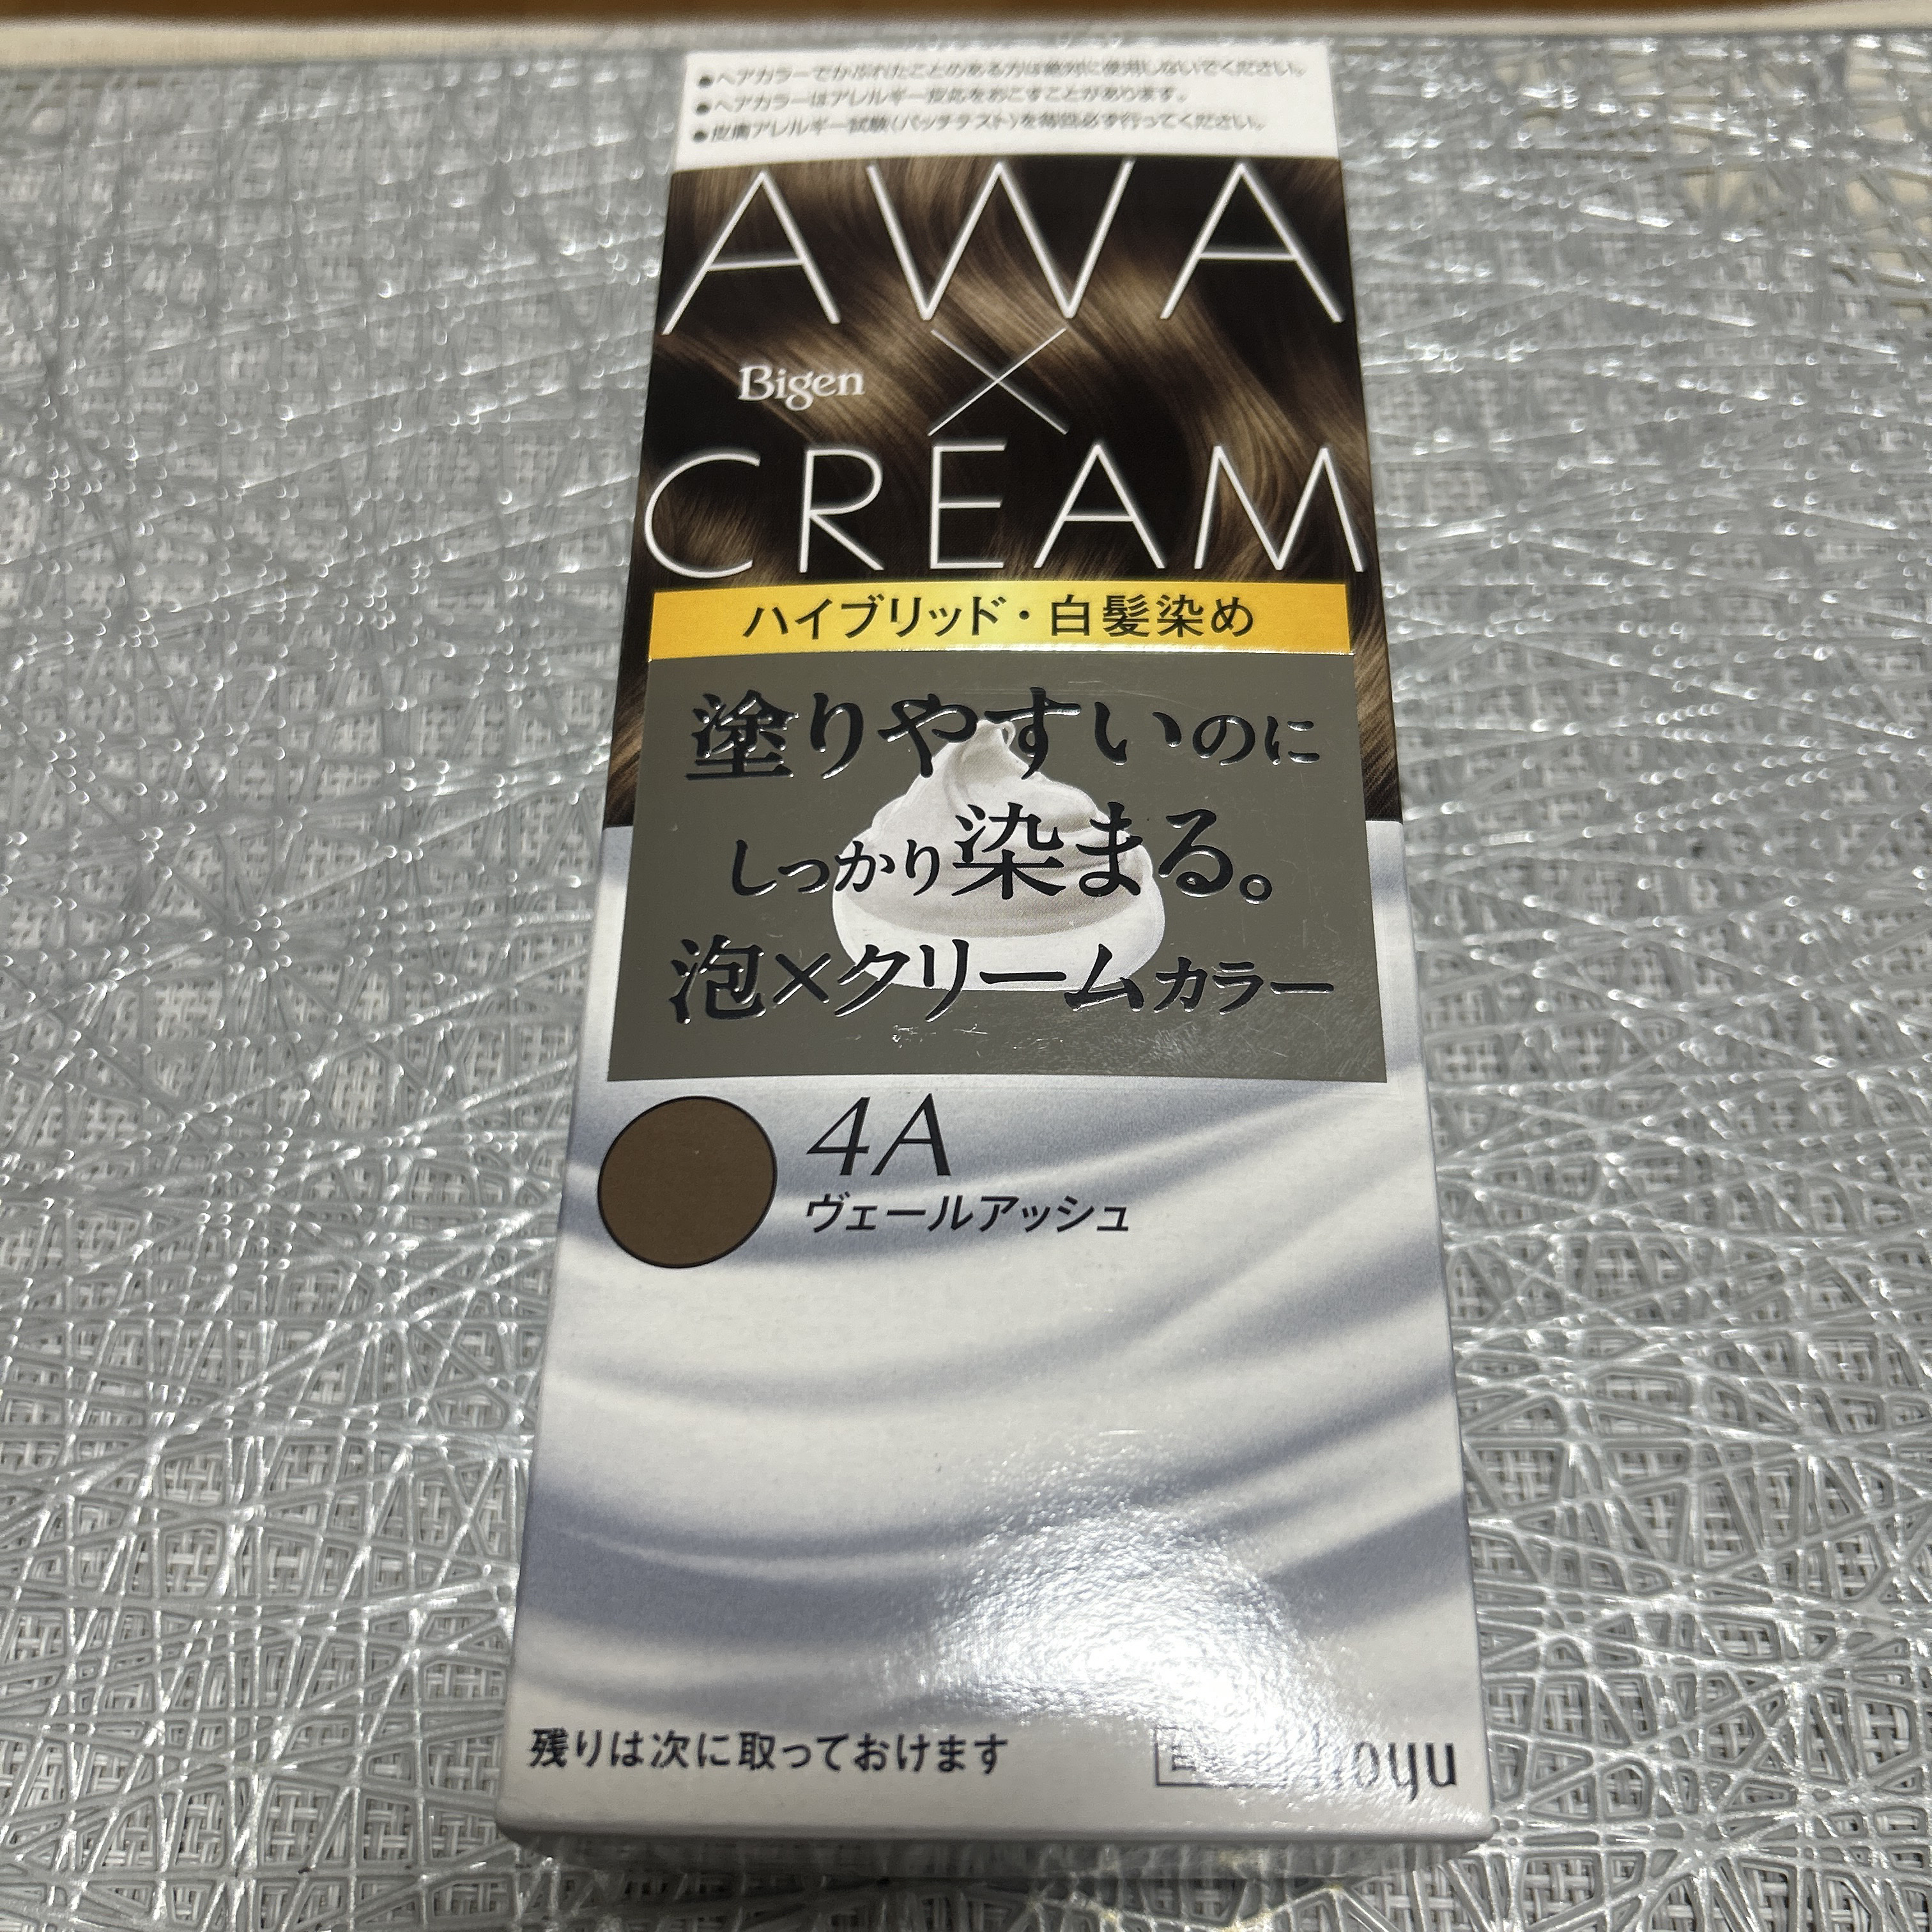 ●ヘアカラーでかぶれたことのある方は絶対に使用しないでください。
●ヘアカラーはアレルギー反応をおこすことがあります。
●皮膚アレルギー試験(パッチテスト)を毎回必ず行ってください。
AWA
Bigen ×
CREAM
ハイブリッド・白髪染め
塗りやすいのに
しっかり染まる。
泡×クリームカラー
4A
ヴェールアッシュ
残りは次に取っておけます
hoyu